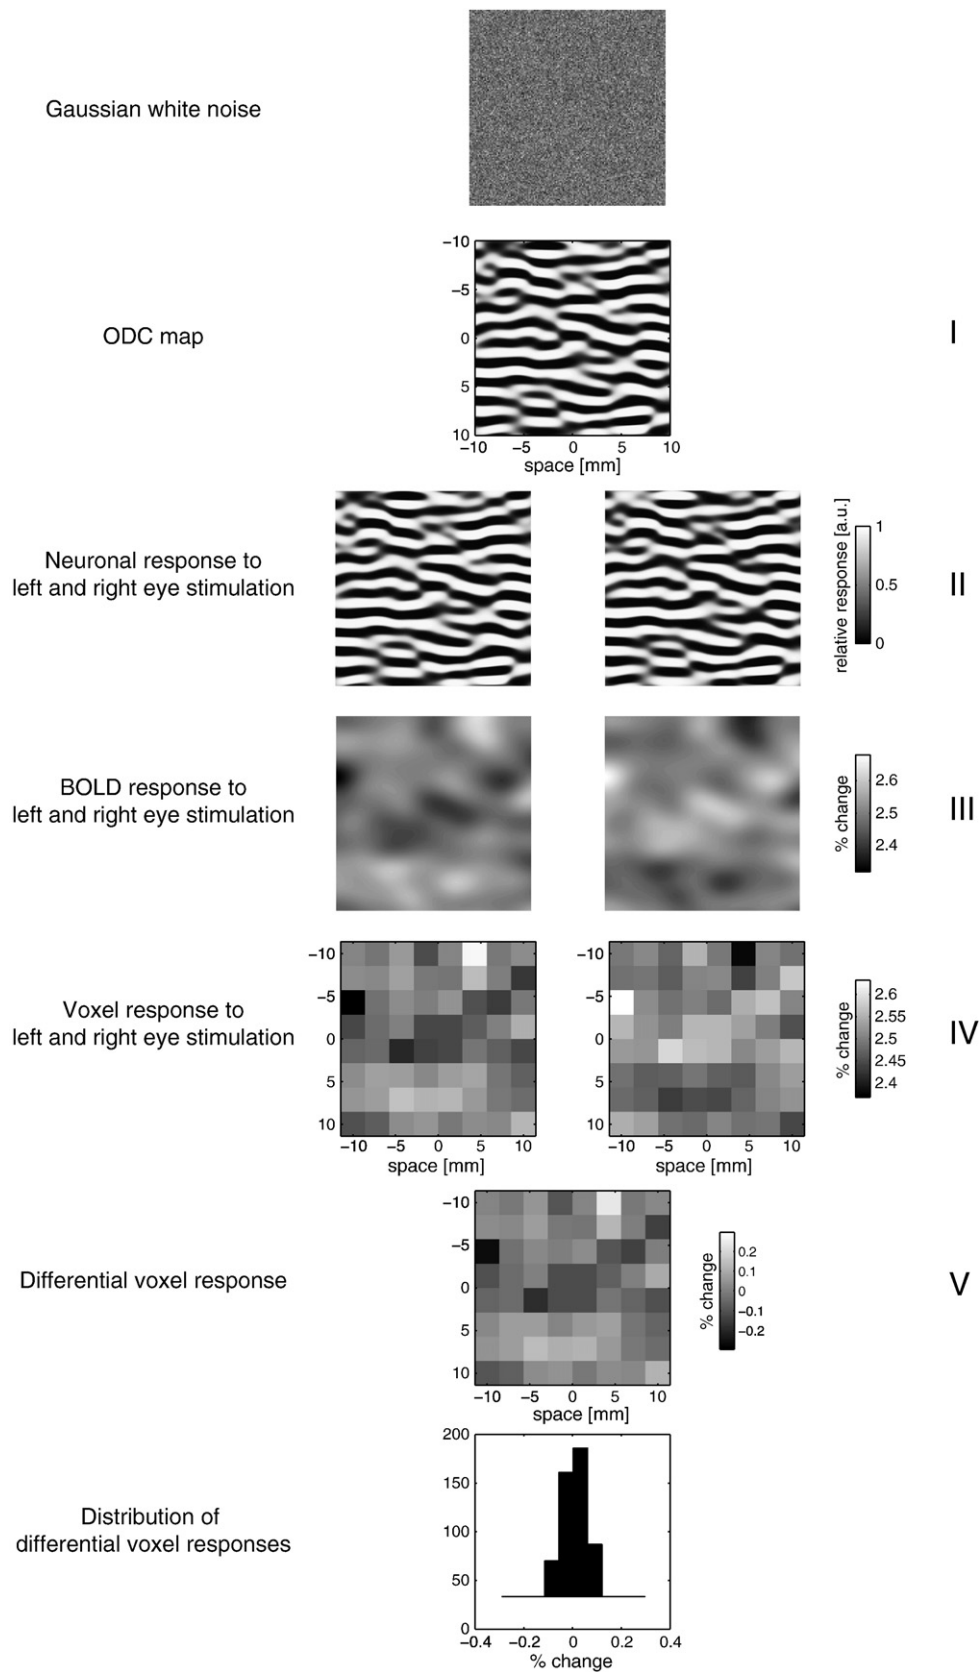 Gaussian white noise
ODC map
−10
−5
0
5
10
−10 −5 0 5 10
space [mm]
I
Neuronal response to
left and right eye stimulation
relative response [a.u.]
1
0.5
0
II
BOLD response to
left and right eye stimulation
% change
2.6
2.5
2.4
III
Voxel response to
left and right eye stimulation
−10
−5
0
5
10
−10 −5 0 5 10
space [mm]
−10
−5
0
5
10
−10 −5 0 5 10
space [mm]
% change
2.6
2.55
2.5
2.45
2.4
IV
Differential voxel response
−10
−5
0
5
10
−10 −5 0 5 10
space [mm]
% change
0.2
0.1
0
−0.1
−0.2
V
Distribution of
differential voxel responses
200
150
100
50
0
−0.4 −0.2 0 0.2 0.4
% change